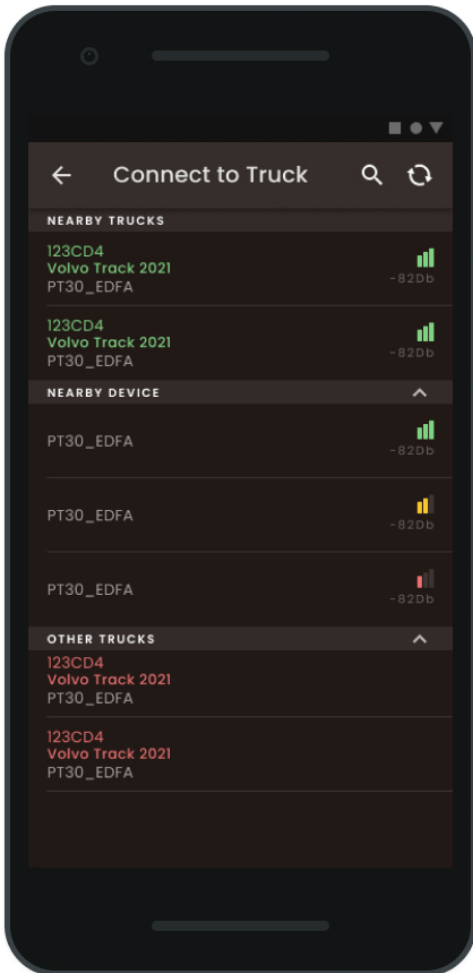 Connect to Truck
NEARBY TRUCKS
123CD4
Volvo Track 2021
PT30_EDFA
-82Db
123CD4
Volvo Track 2021
PT30_EDFA
-82Db
NEARBY DEVICE
PT30_EDFA
-82Db
PT30_EDFA
-82Db
PT30_EDFA
-82Db
OTHER TRUCKS
123CD4
Volvo Track 2021
PT30_EDFA
123CD4
Volvo Track 2021
PT30_EDFA